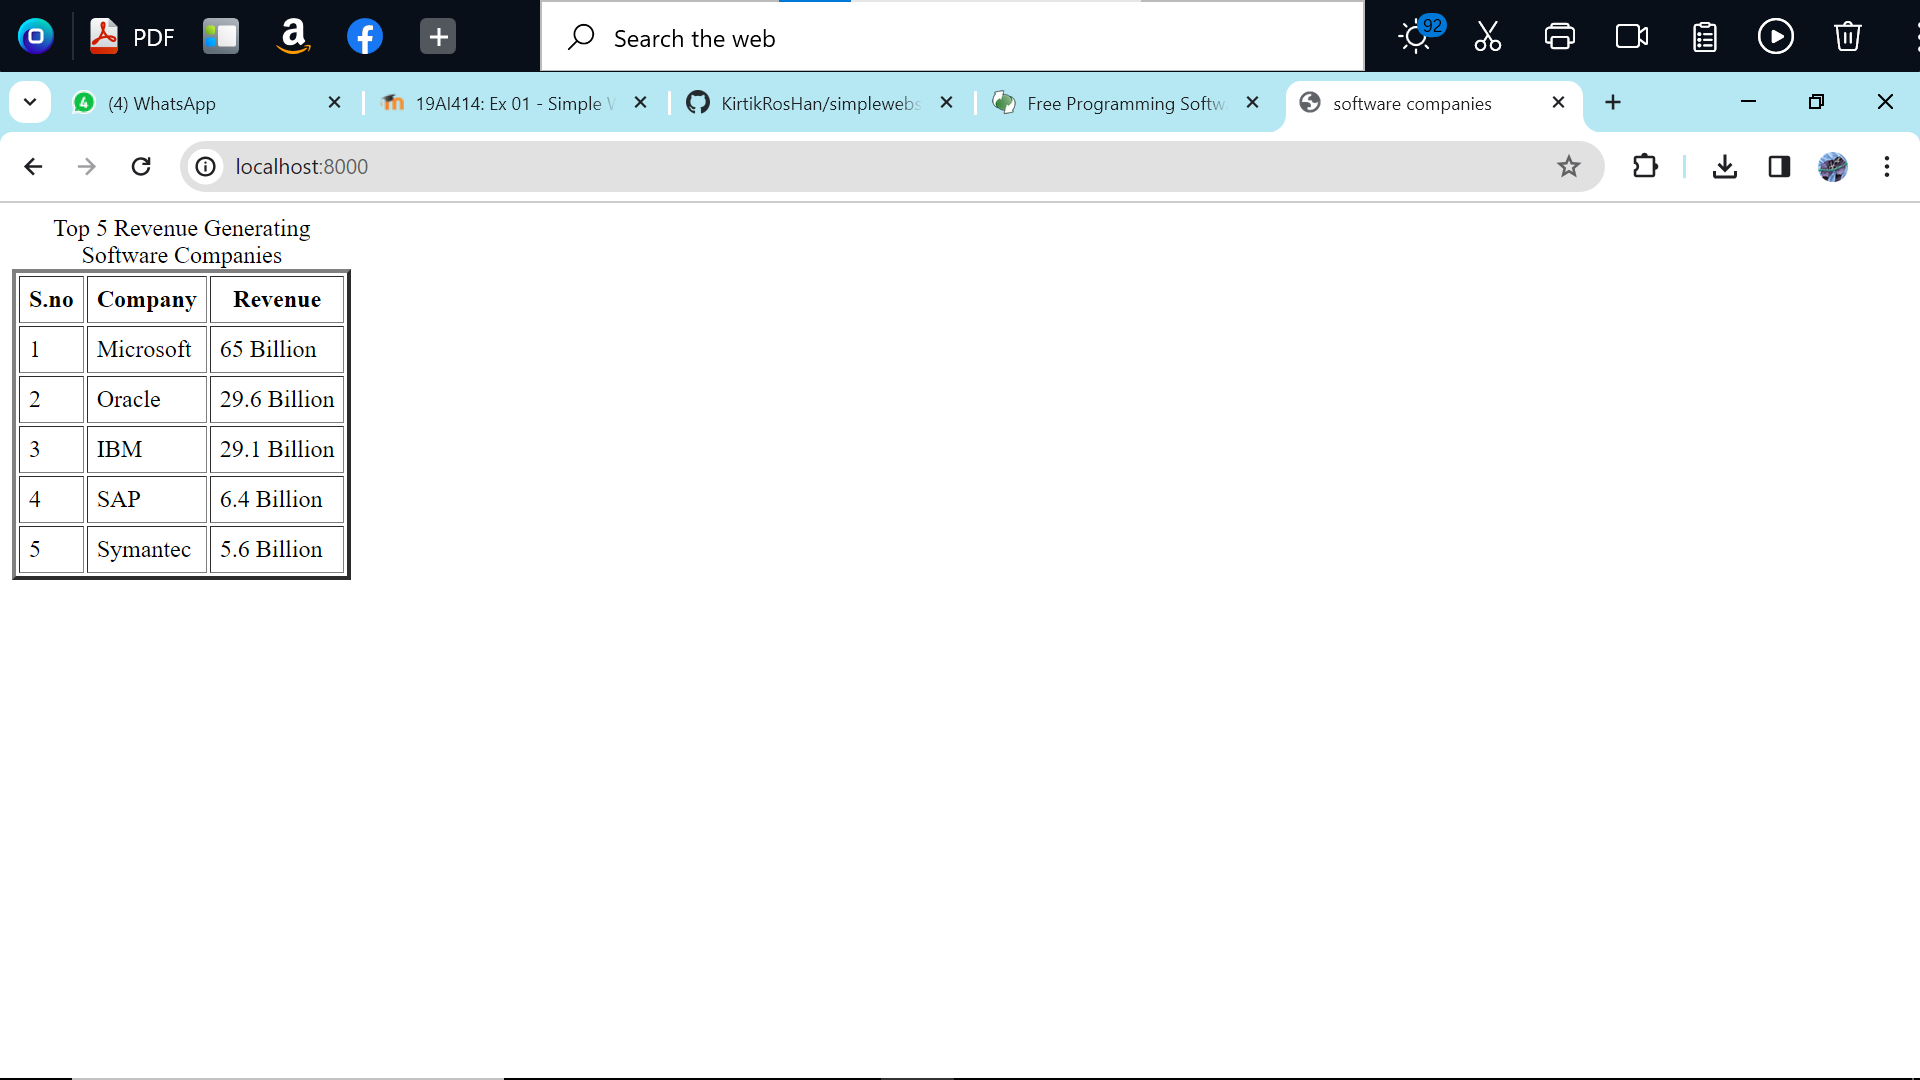 PDF
Search the web
92
(4) WhatsApp
19AI414: Ex 01 - Simple
KirtikRosHan/simplewebs
Free Programming Softw
software companies
localhost:8000
Top 5 Revenue Generating
Software Companies
S.no Company Revenue
1 Microsoft 65 Billion
2 Oracle 29.6 Billion
3 IBM 29.1 Billion
4 SAP 6.4 Billion
5 Symantec 5.6 Billion